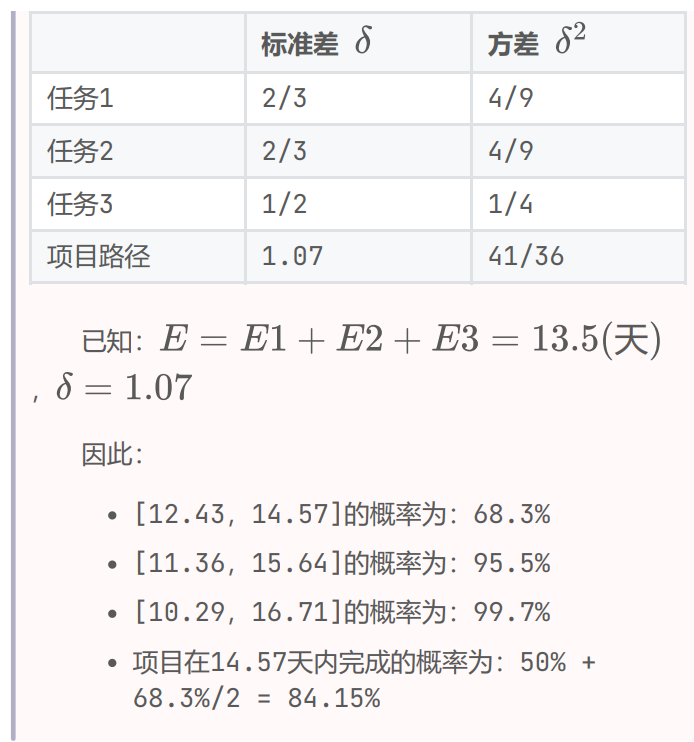 标准差 δ 方差 δ²
任务1 2/3 4/9
任务2 2/3 4/9
任务3 1/2 1/4
项目路径 1.07 41/36
已知：E = E1 + E2 + E3 = 13.5(天)
，δ = 1.07
因此：
[12.43，14.57]的概率为：68.3%
[11.36，15.64]的概率为：95.5%
[10.29，16.71]的概率为：99.7%
项目在14.57天内完成的概率为：50% +
68.3%/2 = 84.15%